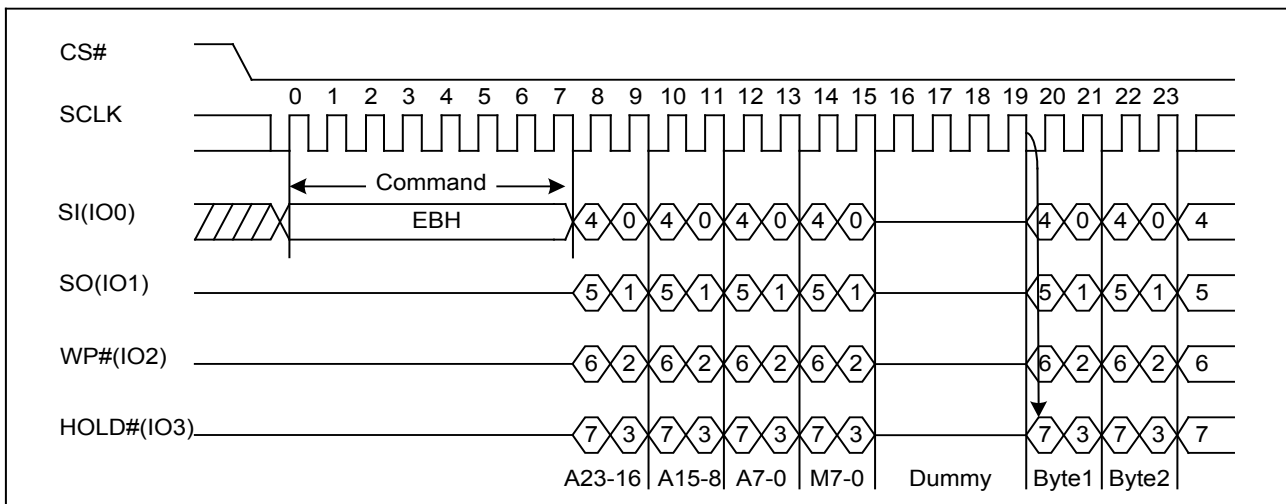 CS#
0 1 2 3 4 5 6 7 8 9 10 11 12 13 14 15 16 17 18 19 20 21 22 23
SCLK
Command
SI(IO0) EBH 4 0 4 0 4 0 4 0 4 0 4 0 4
SO(IO1) 5 1 5 1 5 1 5 1 5 1 5 1 5
WP#(IO2) 6 2 6 2 6 2 6 2 6 2 6 2 6
HOLD#(IO3) 7 3 7 3 7 3 7 3 7 3 7 3 7
A23-16 A15-8 A7-0 M7-0 Dummy Byte1 Byte2